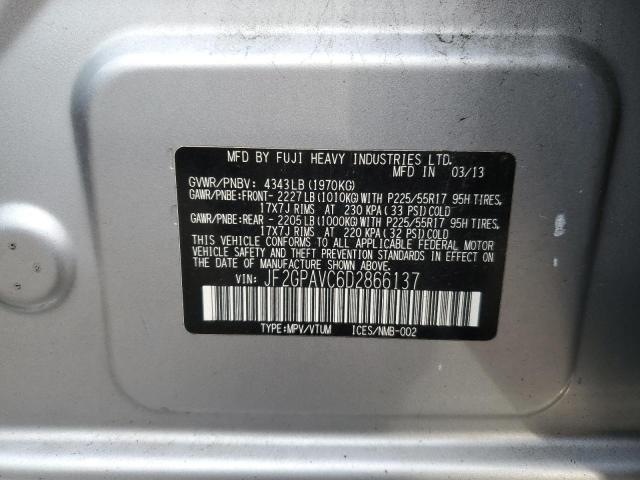 MFD BY FUJI HEAVY INDUSTRIES LTD.
MFD IN 03/13
GVWR/PNBV: 4343LB(1970KG)
GAWR/PNBE:FRONT- 2227LB(1010KG)WITH P225/55R17 95H TIRES,
17X7J RIMS AT 230 KPA(33 PSI)COLD
GAWR/PNBE:REAR - 2205LB(1000KG)WITH P225/55R17 95H TIRES,
17X7J RIMS AT 220 KPA(32 PSI)COLD
THIS VEHICLE CONFORMS TO ALL APPLICABLE FEDERAL MOTOR
VEHICLE SAFETY AND THEFT PREVENTION STANDARDS IN EFFECT ON
THE DATE OF MANUFACTURE SHOWN ABOVE.
VIN: JF2GPAVC6D2866137
TYPE:MPV/VTUM ICES/NMB-002